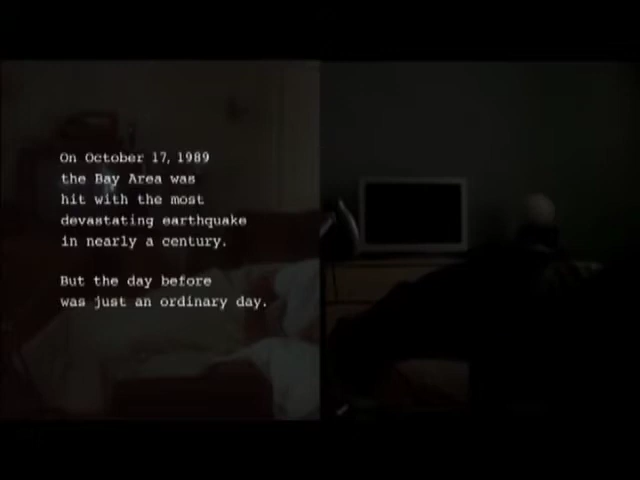 On October 17, 1989
the Bay Area was
hit with the most
devastating earthquake
in nearly a century.
But the day before
was just an ordinary day.